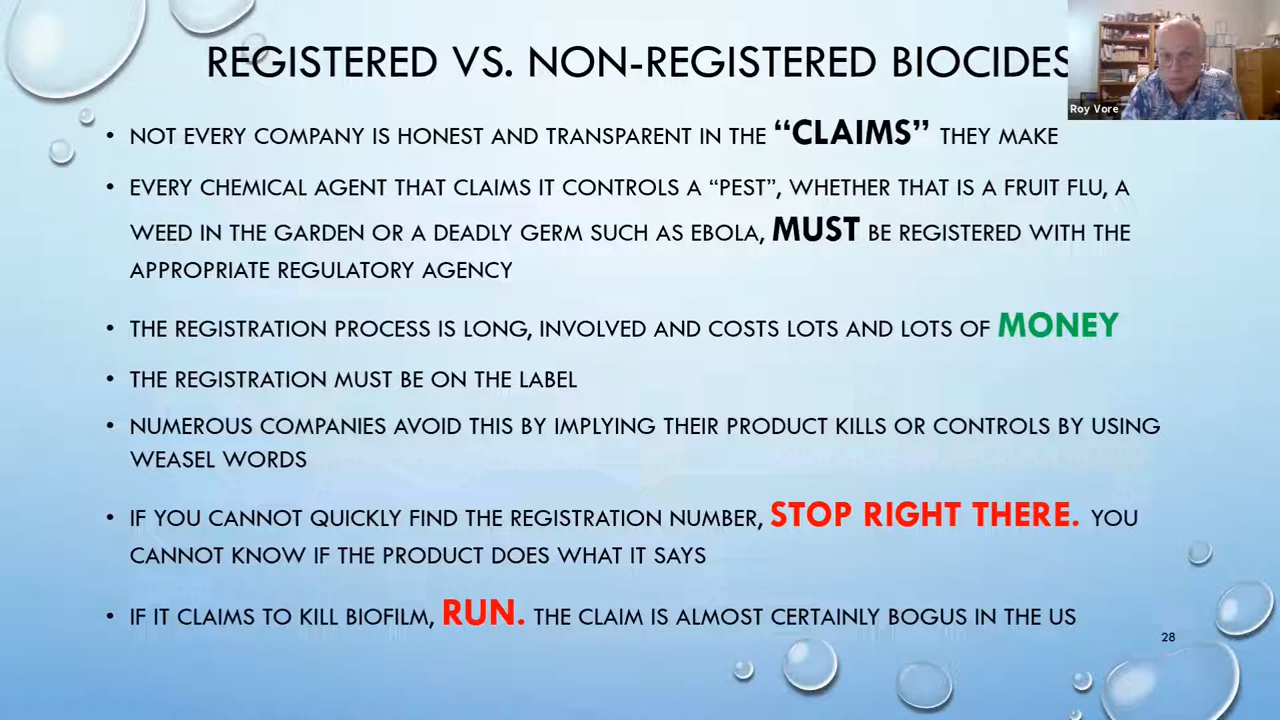 REGISTERED VS. NON-REGISTERED BIOCIDES
Roy Vore
• NOT EVERY COMPANY IS HONEST AND TRANSPARENT IN THE “CLAIMS” THEY MAKE
• EVERY CHEMICAL AGENT THAT CLAIMS IT CONTROLS A “PEST”, WHETHER THAT IS A FRUIT FLU, A
WEED IN THE GARDEN OR A DEADLY GERM SUCH AS EBOLA, MUST BE REGISTERED WITH THE
APPROPRIATE REGULATORY AGENCY
• THE REGISTRATION PROCESS IS LONG, INVOLVED AND COSTS LOTS AND LOTS OF MONEY
• THE REGISTRATION MUST BE ON THE LABEL
• NUMEROUS COMPANIES AVOID THIS BY IMPLYING THEIR PRODUCT KILLS OR CONTROLS BY USING
WEASEL WORDS
• IF YOU CANNOT QUICKLY FIND THE REGISTRATION NUMBER, STOP RIGHT THERE. YOU
CANNOT KNOW IF THE PRODUCT DOES WHAT IT SAYS
• IF IT CLAIMS TO KILL BIOFILM, RUN. THE CLAIM IS ALMOST CERTAINLY BOGUS IN THE US
28